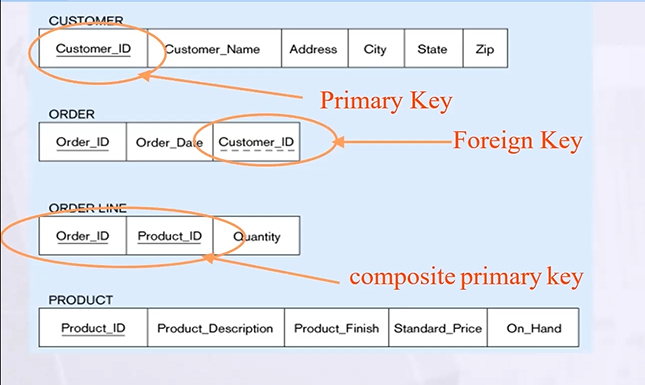 CUSTOMER
Customer_ID Customer_Name Address City State Zip
Primary Key
ORDER
Order_ID Order_Date Customer_ID
Foreign Key
ORDER LINE
Order_ID Product_ID Quantity
composite primary key
PRODUCT
Product_ID Product_Description Product_Finish Standard_Price On_Hand